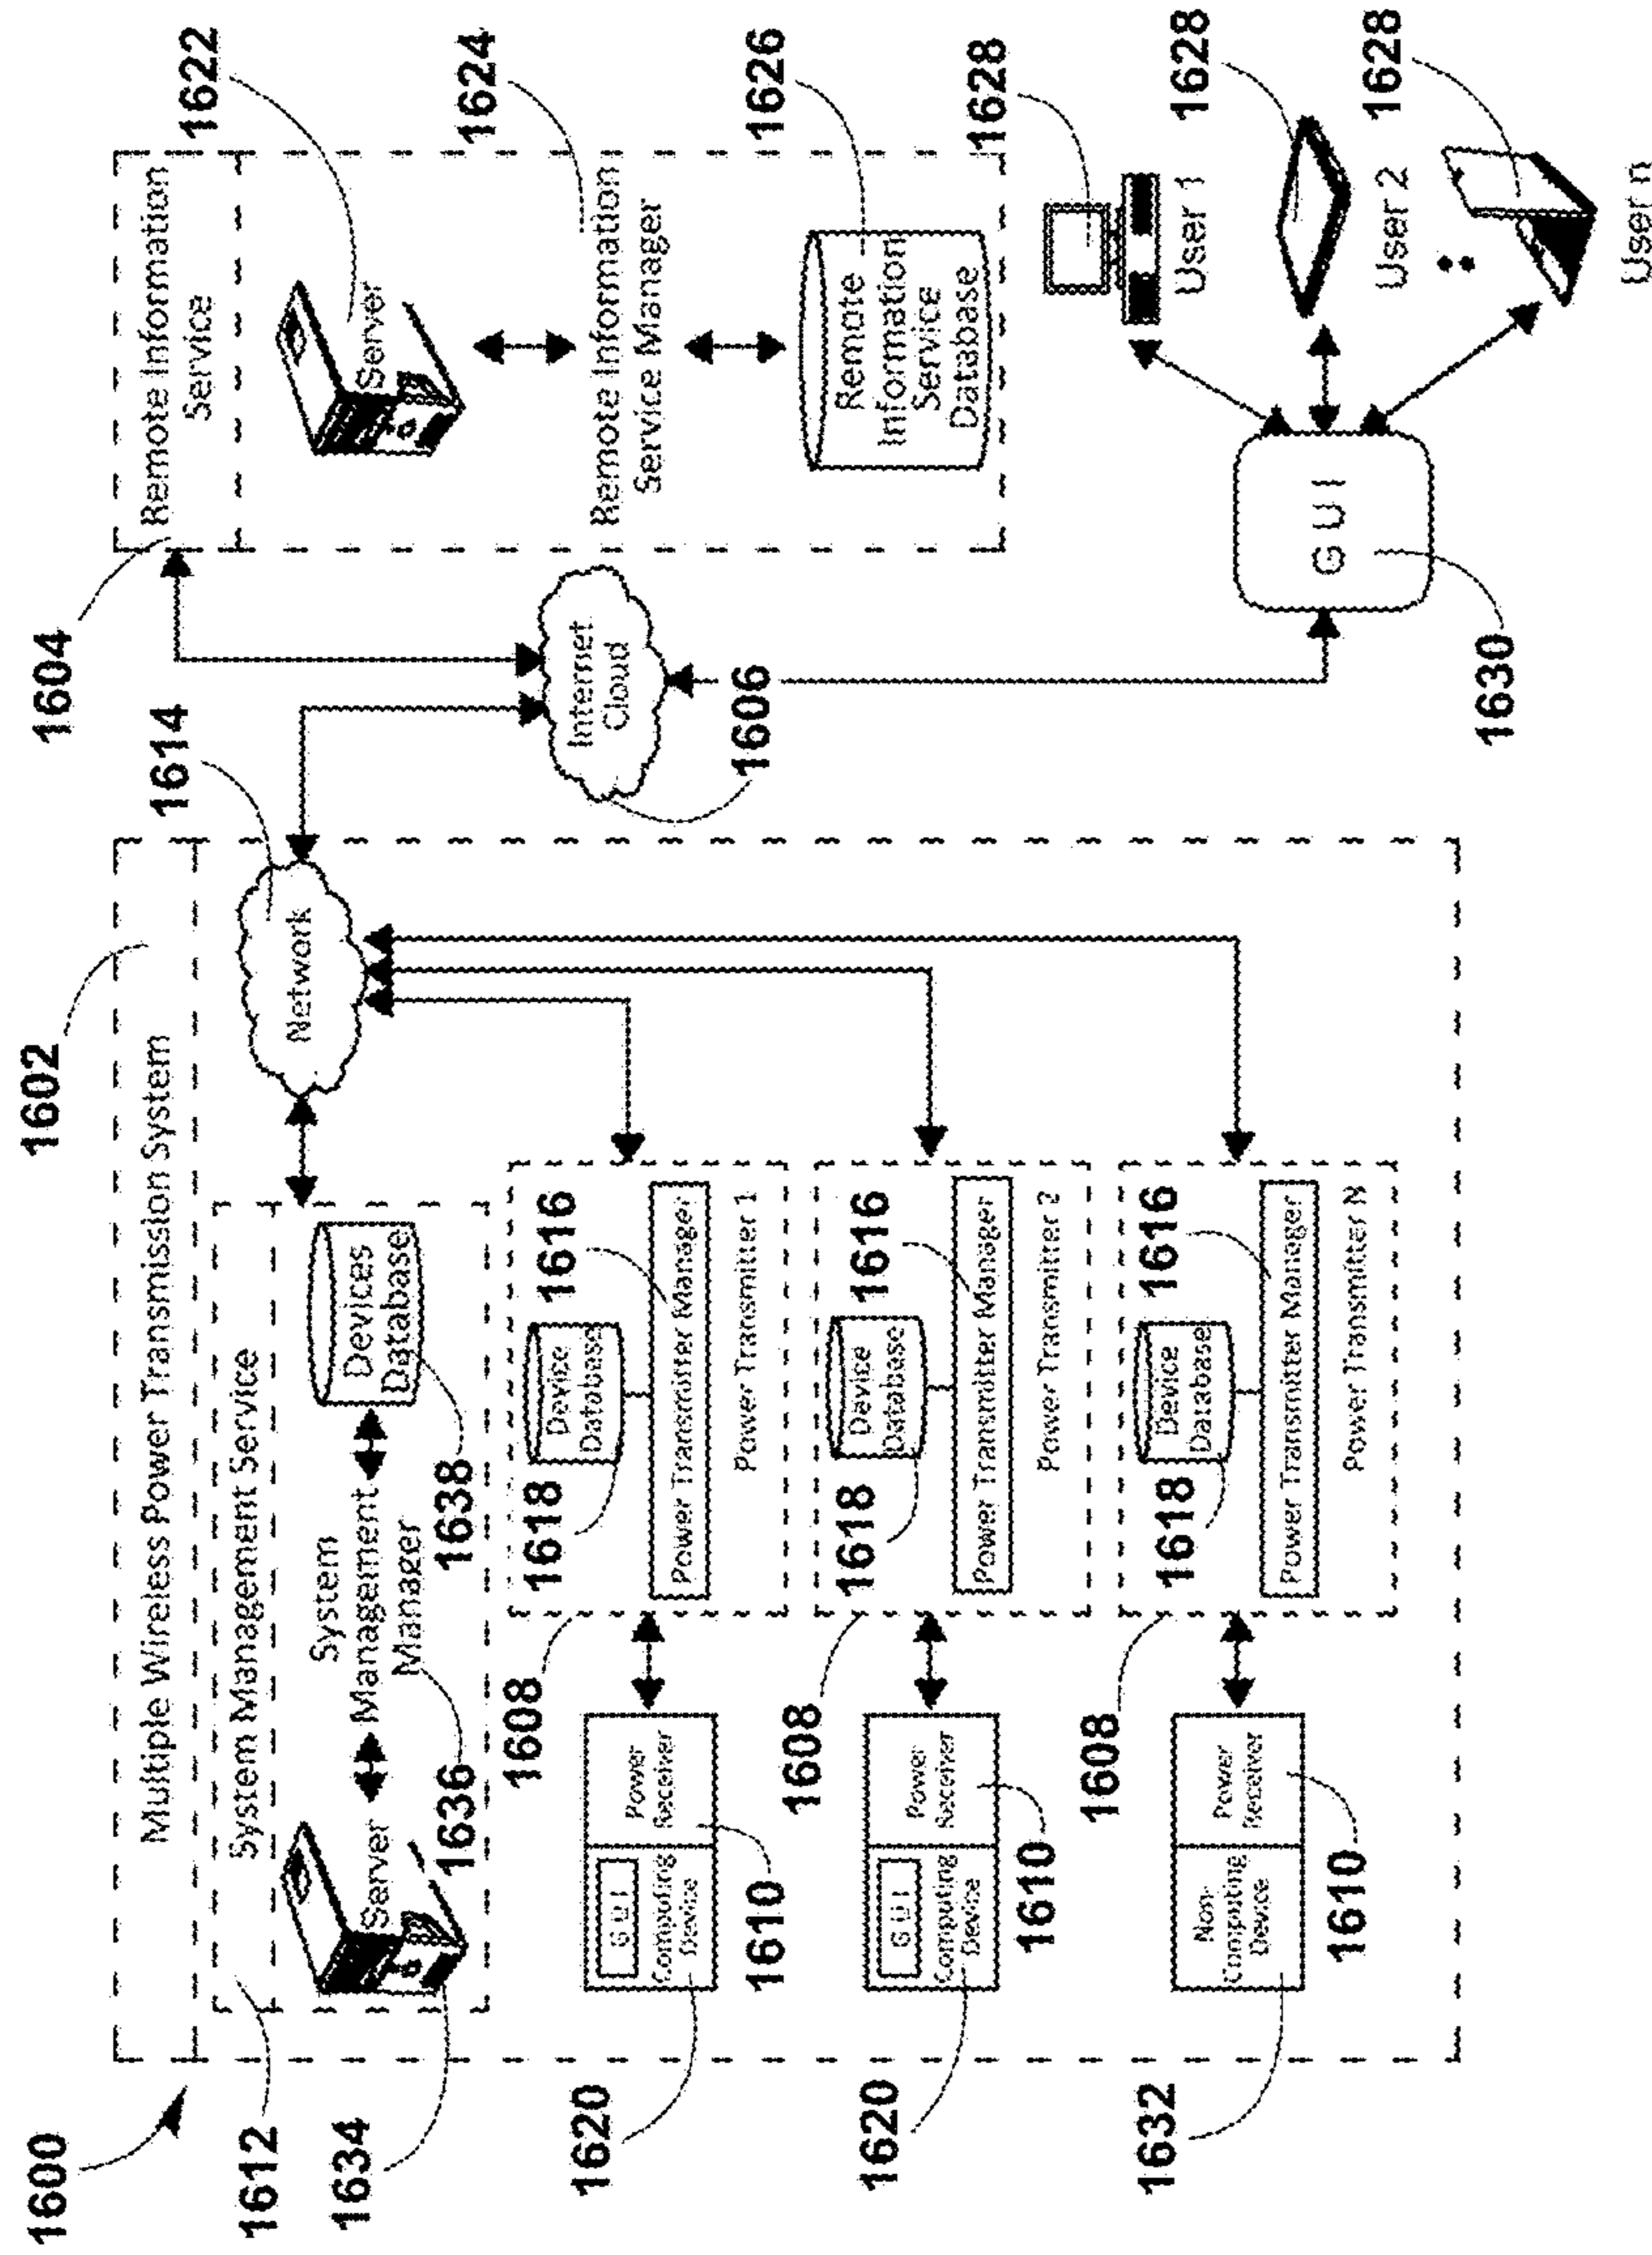 1600
1602
1604
Multiple Wireless Power Transmission System
1612
System Management Service
1634
Server
System
Management
Manager
1636
Devices
Database
1638
Network
1614
1620
G U I
Computing
Device
Power
Receiver
1610
1608
1618
Device
Database
1616
Power Transmitter Manager
Power Transmitter 1
1620
G U I
Computing
Device
Power
Receiver
1610
1608
1618
Device
Database
1616
Power Transmitter Manager
Power Transmitter 2
1632
Non-
Computing
Device
Power
Receiver
1610
1608
1618
Device
Database
1616
Power Transmitter Manager
Power Transmitter N
Internet
Cloud
1606
Remote Information
Service
Server
1622
Remote Information
Service Manager
1624
Remote
Information
Service
Database
1626
G U I
1630
1628
User 1
1628
User 2
1628
User n